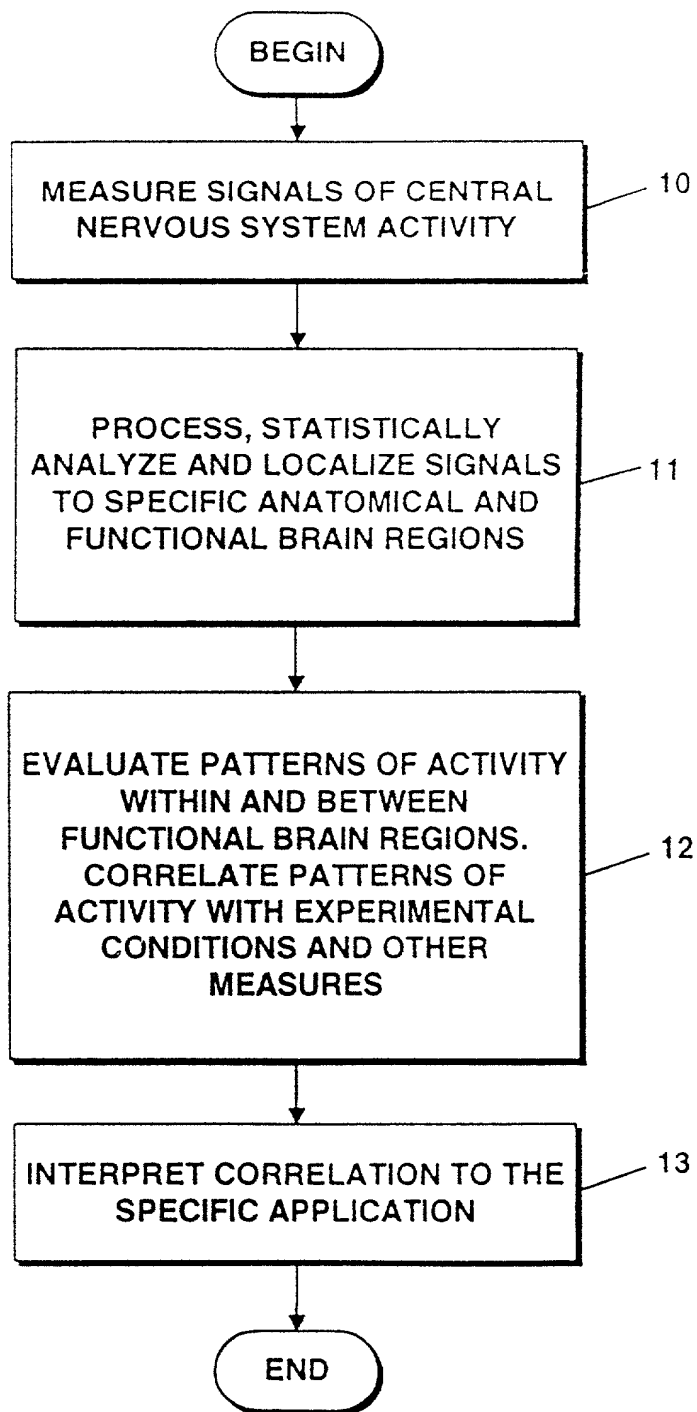 BEGIN
MEASURE SIGNALS OF CENTRAL
NERVOUS SYSTEM ACTIVITY
10
PROCESS, STATISTICALLY
ANALYZE AND LOCALIZE SIGNALS
TO SPECIFIC ANATOMICAL AND
FUNCTIONAL BRAIN REGIONS
11
EVALUATE PATTERNS OF ACTIVITY
WITHIN AND BETWEEN
FUNCTIONAL BRAIN REGIONS.
CORRELATE PATTERNS OF
ACTIVITY WITH EXPERIMENTAL
CONDITIONS AND OTHER
MEASURES
12
INTERPRET CORRELATION TO THE
SPECIFIC APPLICATION
13
END